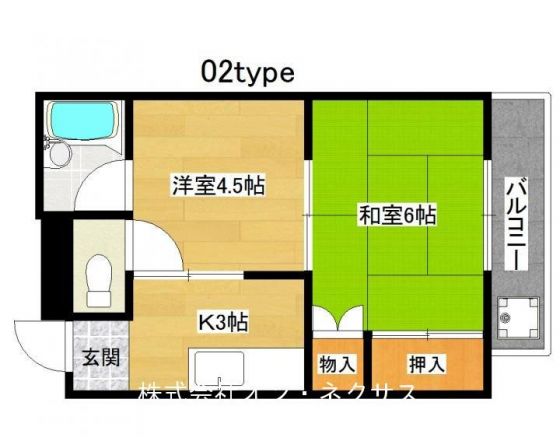 02type
洋室4.5帖
和室6帖
バルコニー
K3帖
玄関
物入
押入
株式会社オフ・ネクサス